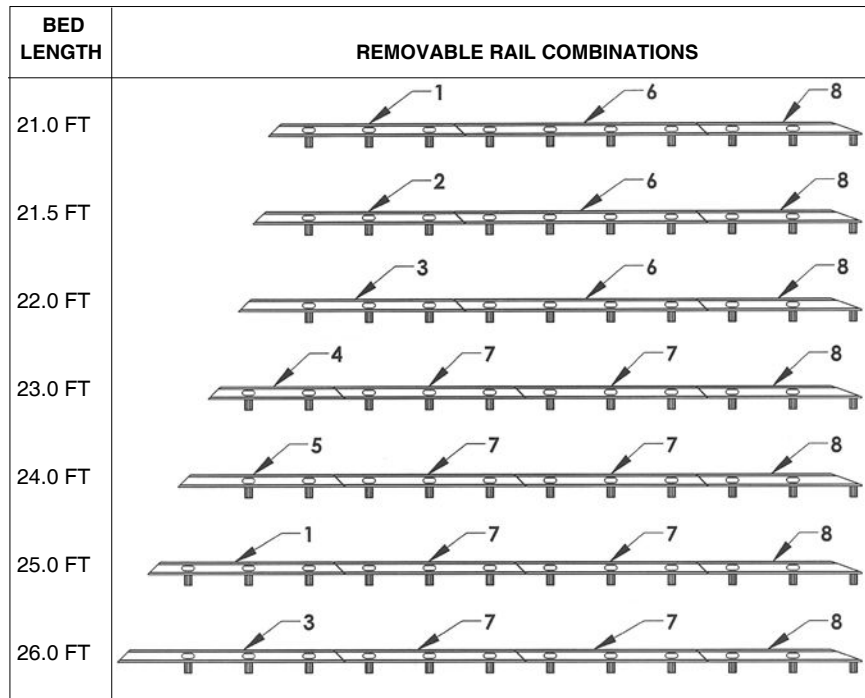 BED LENGTH
REMOVABLE RAIL COMBINATIONS
21.0 FT 1 6 8
21.5 FT 2 6 8
22.0 FT 3 6 8
23.0 FT 4 7 7 8
24.0 FT 5 7 7 8
25.0 FT 1 7 7 8
26.0 FT 3 7 7 8